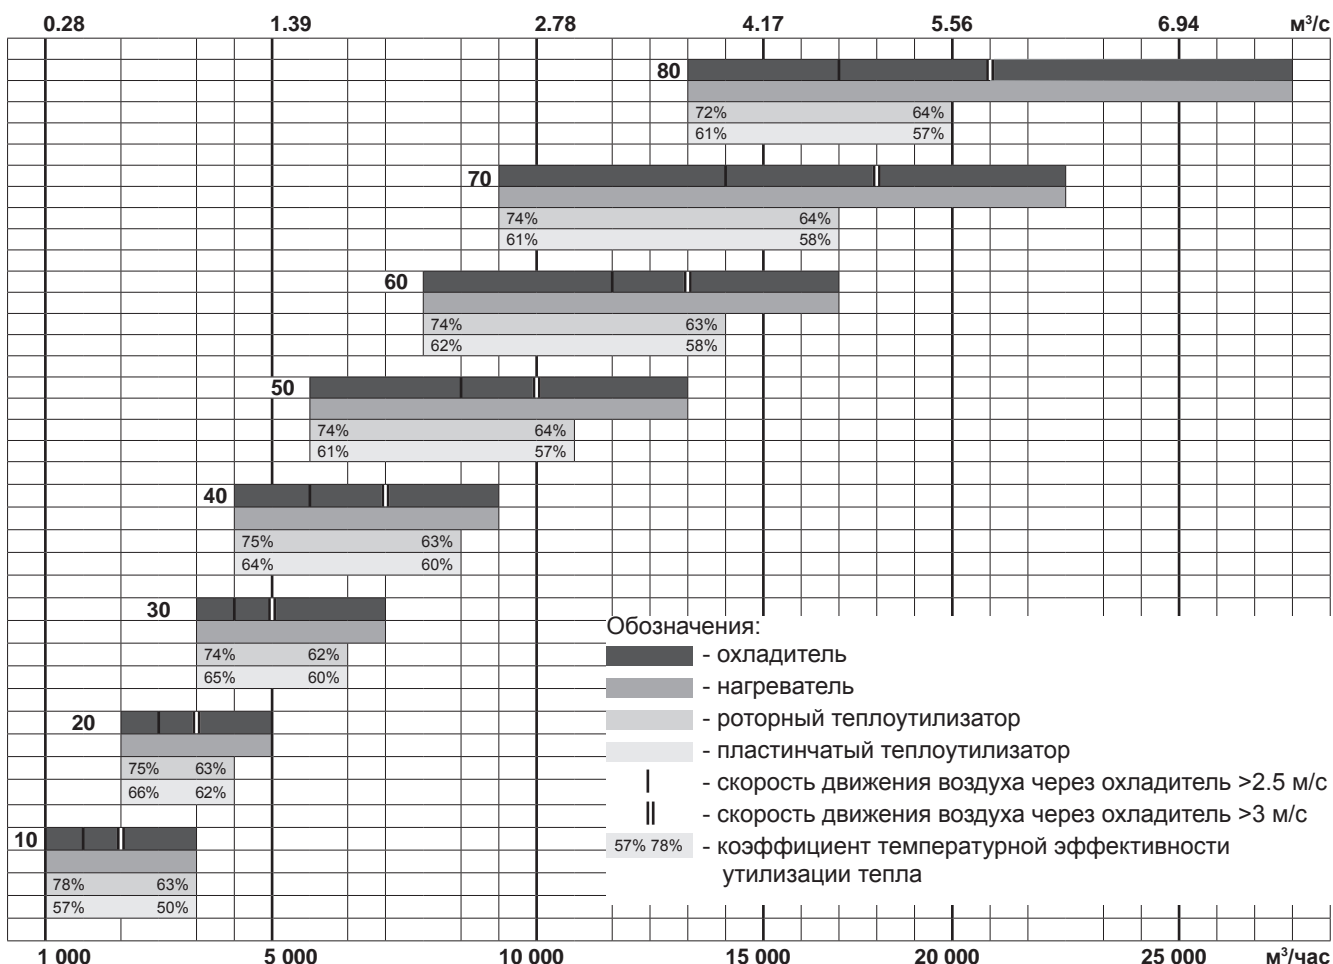 0.28 1.39 2.78 4.17 5.56 6.94 м³/с
80
72% 64%
61% 57%
70
74% 64%
61% 58%
60
74% 63%
62% 58%
50
74% 64%
61% 57%
40
75% 63%
64% 60%
30
74% 62%
65% 60%
20
75% 63%
66% 62%
10
78% 63%
57% 50%
Обозначения:
- охладитель
- нагреватель
- роторный теплоутилизатор
- пластинчатый теплоутилизатор
- скорость движения воздуха через охладитель >2.5 м/с
- скорость движения воздуха через охладитель >3 м/с
57% 78% - коэффициент температурной эффективности
утилизации тепла
1 000 5 000 10 000 15 000 20 000 25 000 м³/час